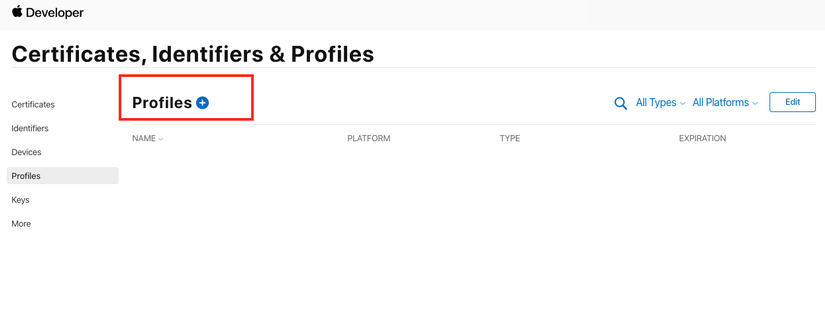 Developer
Certificates, Identifiers & Profiles
Certificates
Identifiers
Devices
Profiles
Keys
More
Profiles
All Types
All Platforms
Edit
NAME PLATFORM TYPE EXPIRATION